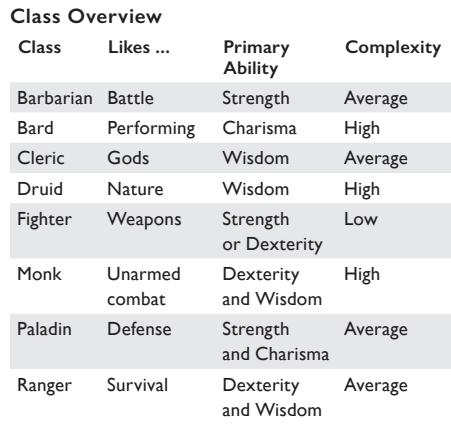 Class Overview
Class Likes ... Primary Complexity
Ability
Barbarian Battle Strength Average
Bard Performing Charisma High
Cleric Gods Wisdom Average
Druid Nature Wisdom High
Fighter Weapons Strength Low
or Dexterity
Monk Unarmed Dexterity High
combat and Wisdom
Paladin Defense Strength Average
and Charisma
Ranger Survival Dexterity Average
and Wisdom